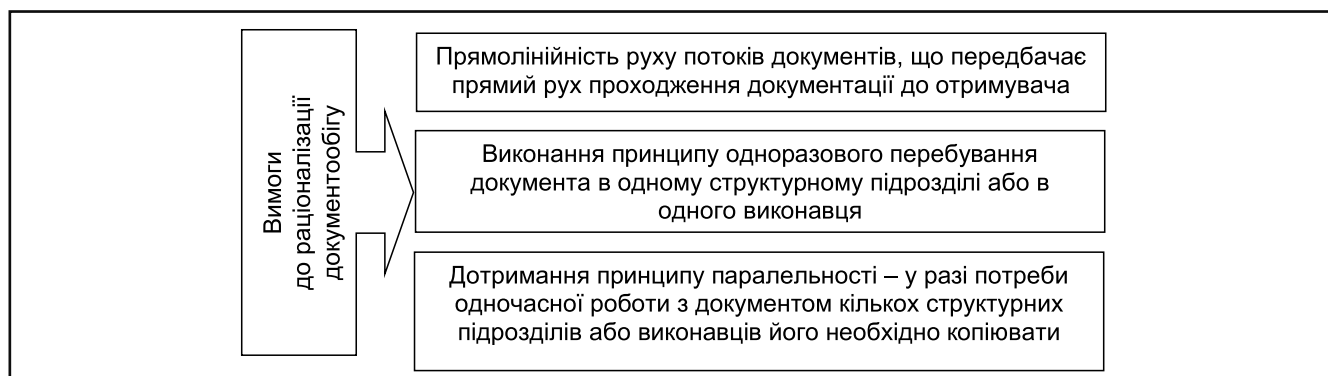 Вимоги
до раціоналізації
документообігу
Прямолінійність руху потоків документів, що передбачає
прямий рух проходження документації до отримувача
Виконання принципу одноразового перебування
документа в одному структурному підрозділі або в
одного виконавця
Дотримання принципу паралельності – у разі потреби
одночасної роботи з документом кількох структурних
підрозділів або виконавців його необхідно копіювати